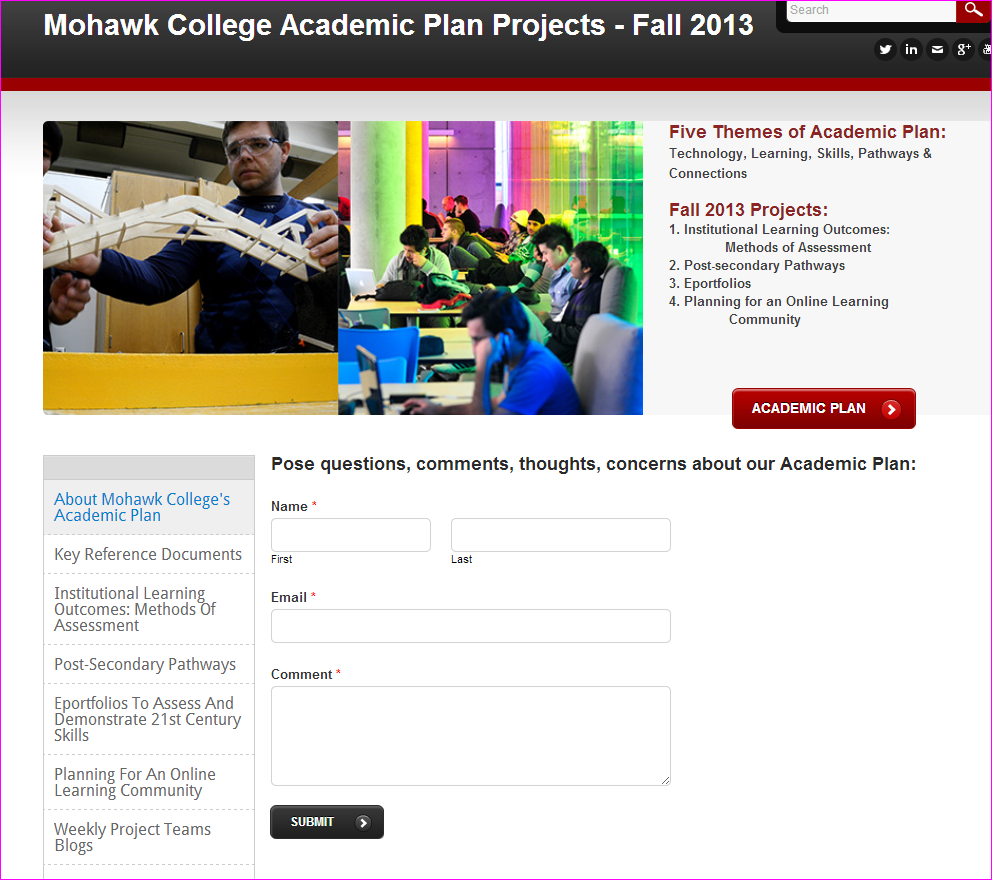 Mohawk College Academic Plan Projects - Fall 2013
Search
Five Themes of Academic Plan:
Technology, Learning, Skills, Pathways &
Connections
Fall 2013 Projects:
1. Institutional Learning Outcomes:
Methods of Assessment
2. Post-secondary Pathways
3. Eportfolios
4. Planning for an Online Learning
Community
ACADEMIC PLAN
About Mohawk College's
Academic Plan
Key Reference Documents
Institutional Learning
Outcomes: Methods Of
Assessment
Post-Secondary Pathways
Eportfolios To Assess And
Demonstrate 21st Century
Skills
Planning For An Online
Learning Community
Weekly Project Teams
Blogs
Pose questions, comments, thoughts, concerns about our Academic Plan:
Name *
First
Last
Email *
Comment *
SUBMIT